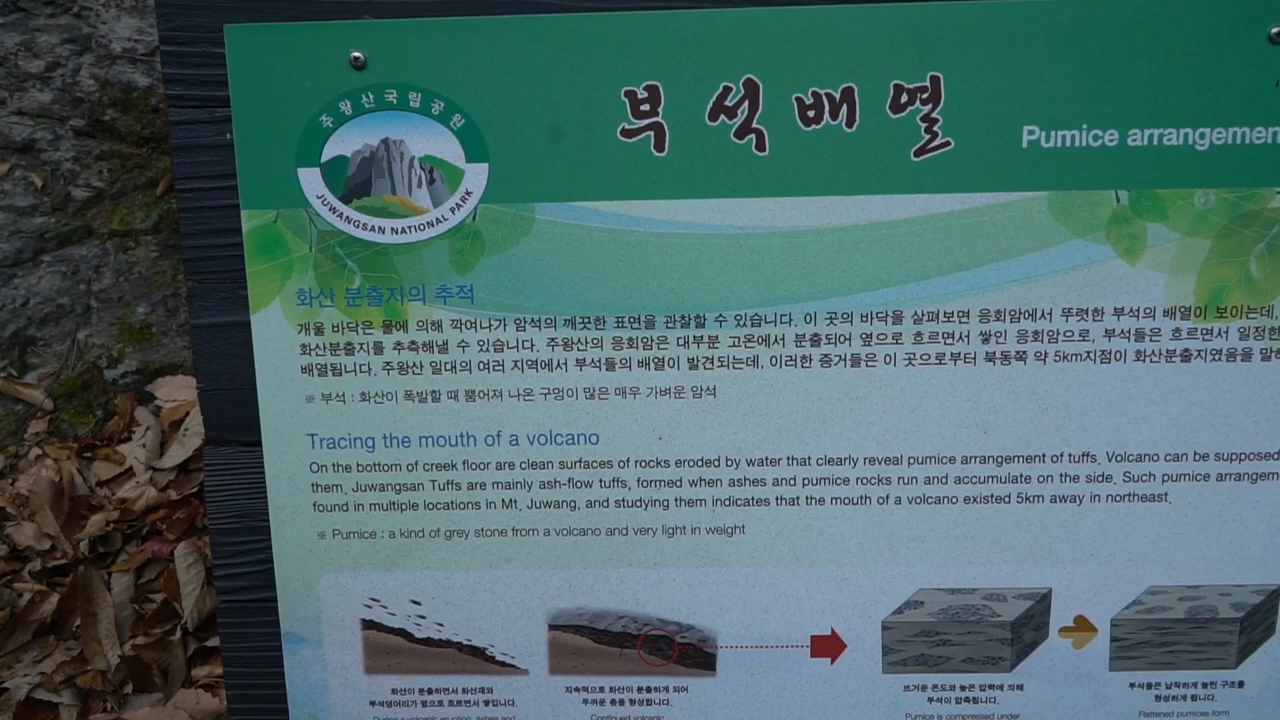 주왕산국립공원
JUWANGSAN NATIONAL PARK
부석배열
Pumice arrangemen
화산 분출지의 추적
개울 바닥은 물에 의해 깍여나가 암석의 깨끗한 표면을 관찰할 수 있습니다. 이 곳의 바닥을 살펴보면 응회암에서 뚜렷한 부석의 배열이 보이는데,
화산분출지를 추측해낼 수 있습니다. 주왕산의 응회암은 대부분 고온에서 분출되어 옆으로 흐르면서 쌓인 응회암으로, 부석들은 흐르면서 일정한
배열됩니다. 주왕산 일대의 여러 지역에서 부석들의 배열이 발견되는데, 이러한 증거들은 이 곳으로부터 북동쪽 약 5km지점이 화산분출지였음을
※ 부석 : 화산이 폭발할 때 뿜어져 나온 구멍이 많은 매우 가벼운 암석
Tracing the mouth of a volcano
On the bottom of creek floor are clean surfaces of rocks eroded by water that clearly reveal pumice arrangement of tuffs. Volcano can be supposed
them. Juwangsan Tuffs are mainly ash-flow tuffs, formed when ashes and pumice rocks run and accumulate on the side. Such pumice arrangem
found in multiple locations in Mt. Juwang, and studying them indicates that the mouth of a volcano existed 5km away in northeast.
※ Pumice : a kind of grey stone from a volcano and very light in weight
화산이 분출하면서 화산재와
부석덩어리가 옆으로 흐르면서 쌓입니다.
During a volcanic eruption, ashes and
지속적으로 화산이 분출하게 되어
두꺼운 층을 형성합니다.
Continued volcanic
뜨거운 온도와 높은 압력에 의해
부석이 압축됩니다.
Pumice is compressed under
부석들은 납작하게 눌린 구조를
형성하게 됩니다.
Flattened pumices form